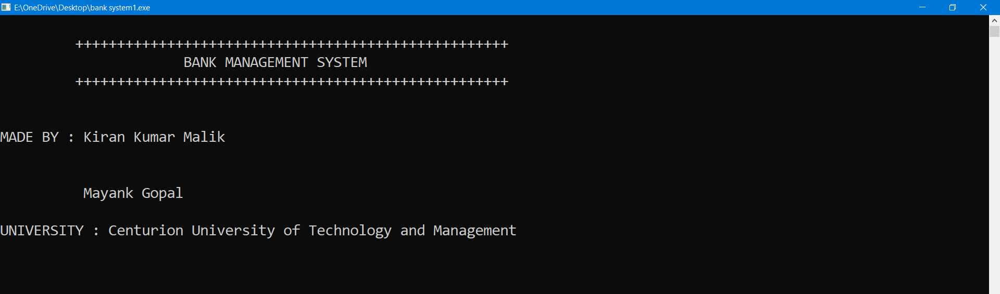 E:\OneDrive\Desktop\bank system1.exe
++++++++++++++++++++++++++++++++++++++++++++++++++++
BANK MANAGEMENT SYSTEM
++++++++++++++++++++++++++++++++++++++++++++++++++++
MADE BY : Kiran Kumar Malik
Mayank Gopal
UNIVERSITY : Centurion University of Technology and Management